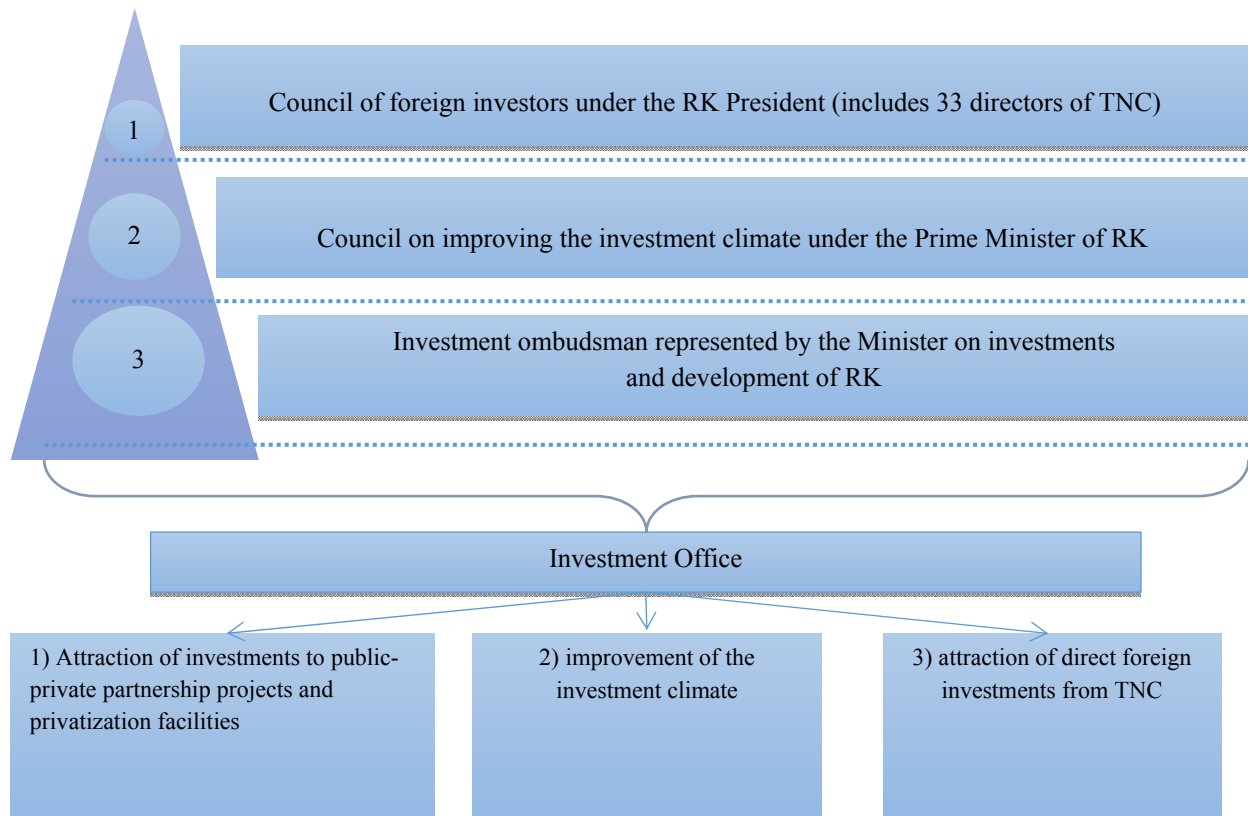 1
Council of foreign investors under the RK President (includes 33 directors of TNC)
2
Council on improving the investment climate under the Prime Minister of RK
3
Investment ombudsman represented by the Minister on investments
and development of RK
Investment Office
1) Attraction of investments to public-
private partnership projects and
privatization facilities
2) improvement of the
investment climate
3) attraction of direct foreign
investments from TNC